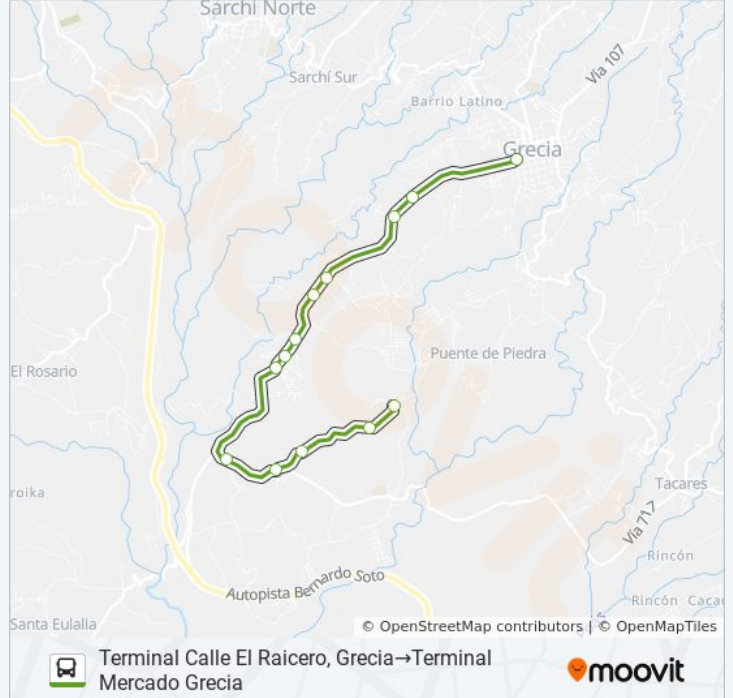 Sarchí Norte
Sarchí Sur
Vía 107
Barrio Latino
Grecia
Puente de Piedra
El Rosario
Tacares
roika
Vía 717
Rincón
Autopista Bernardo Soto
Rincón Caca
Santa Eulalia
© OpenStreetMap contributors | © OpenMapTiles
Terminal Calle El Raicero, Grecia→Terminal
Mercado Grecia
moovit